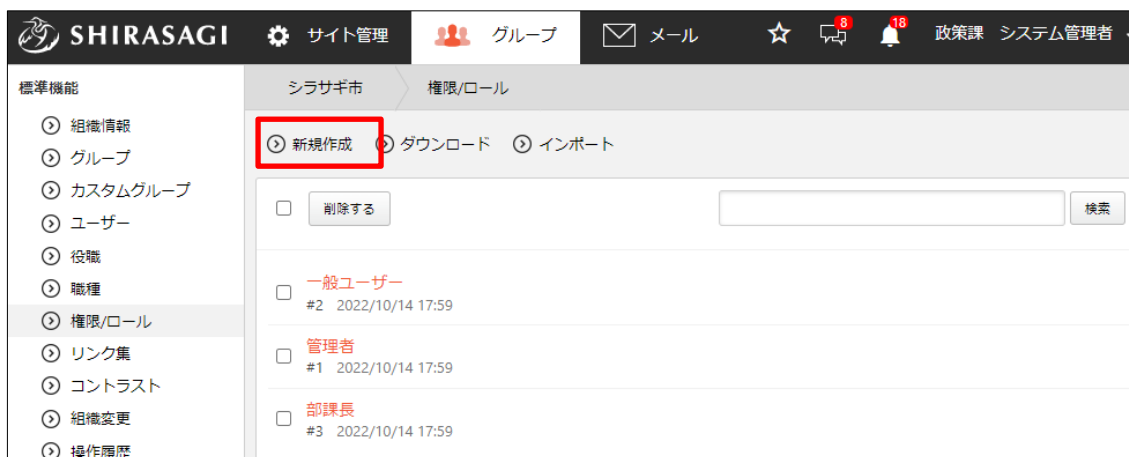 SHIRASAGI サイト管理 グループ メール 8 18 政策課 システム管理者
標準機能
組織情報
グループ
カスタムグループ
ユーザー
役職
職種
権限/ロール
リンク集
コントラスト
組織変更
操作履歴
シラサギ市 権限/ロール
新規作成 ダウンロード インポート
削除する 検索
一般ユーザー
#2 2022/10/14 17:59
管理者
#1 2022/10/14 17:59
部課長
#3 2022/10/14 17:59